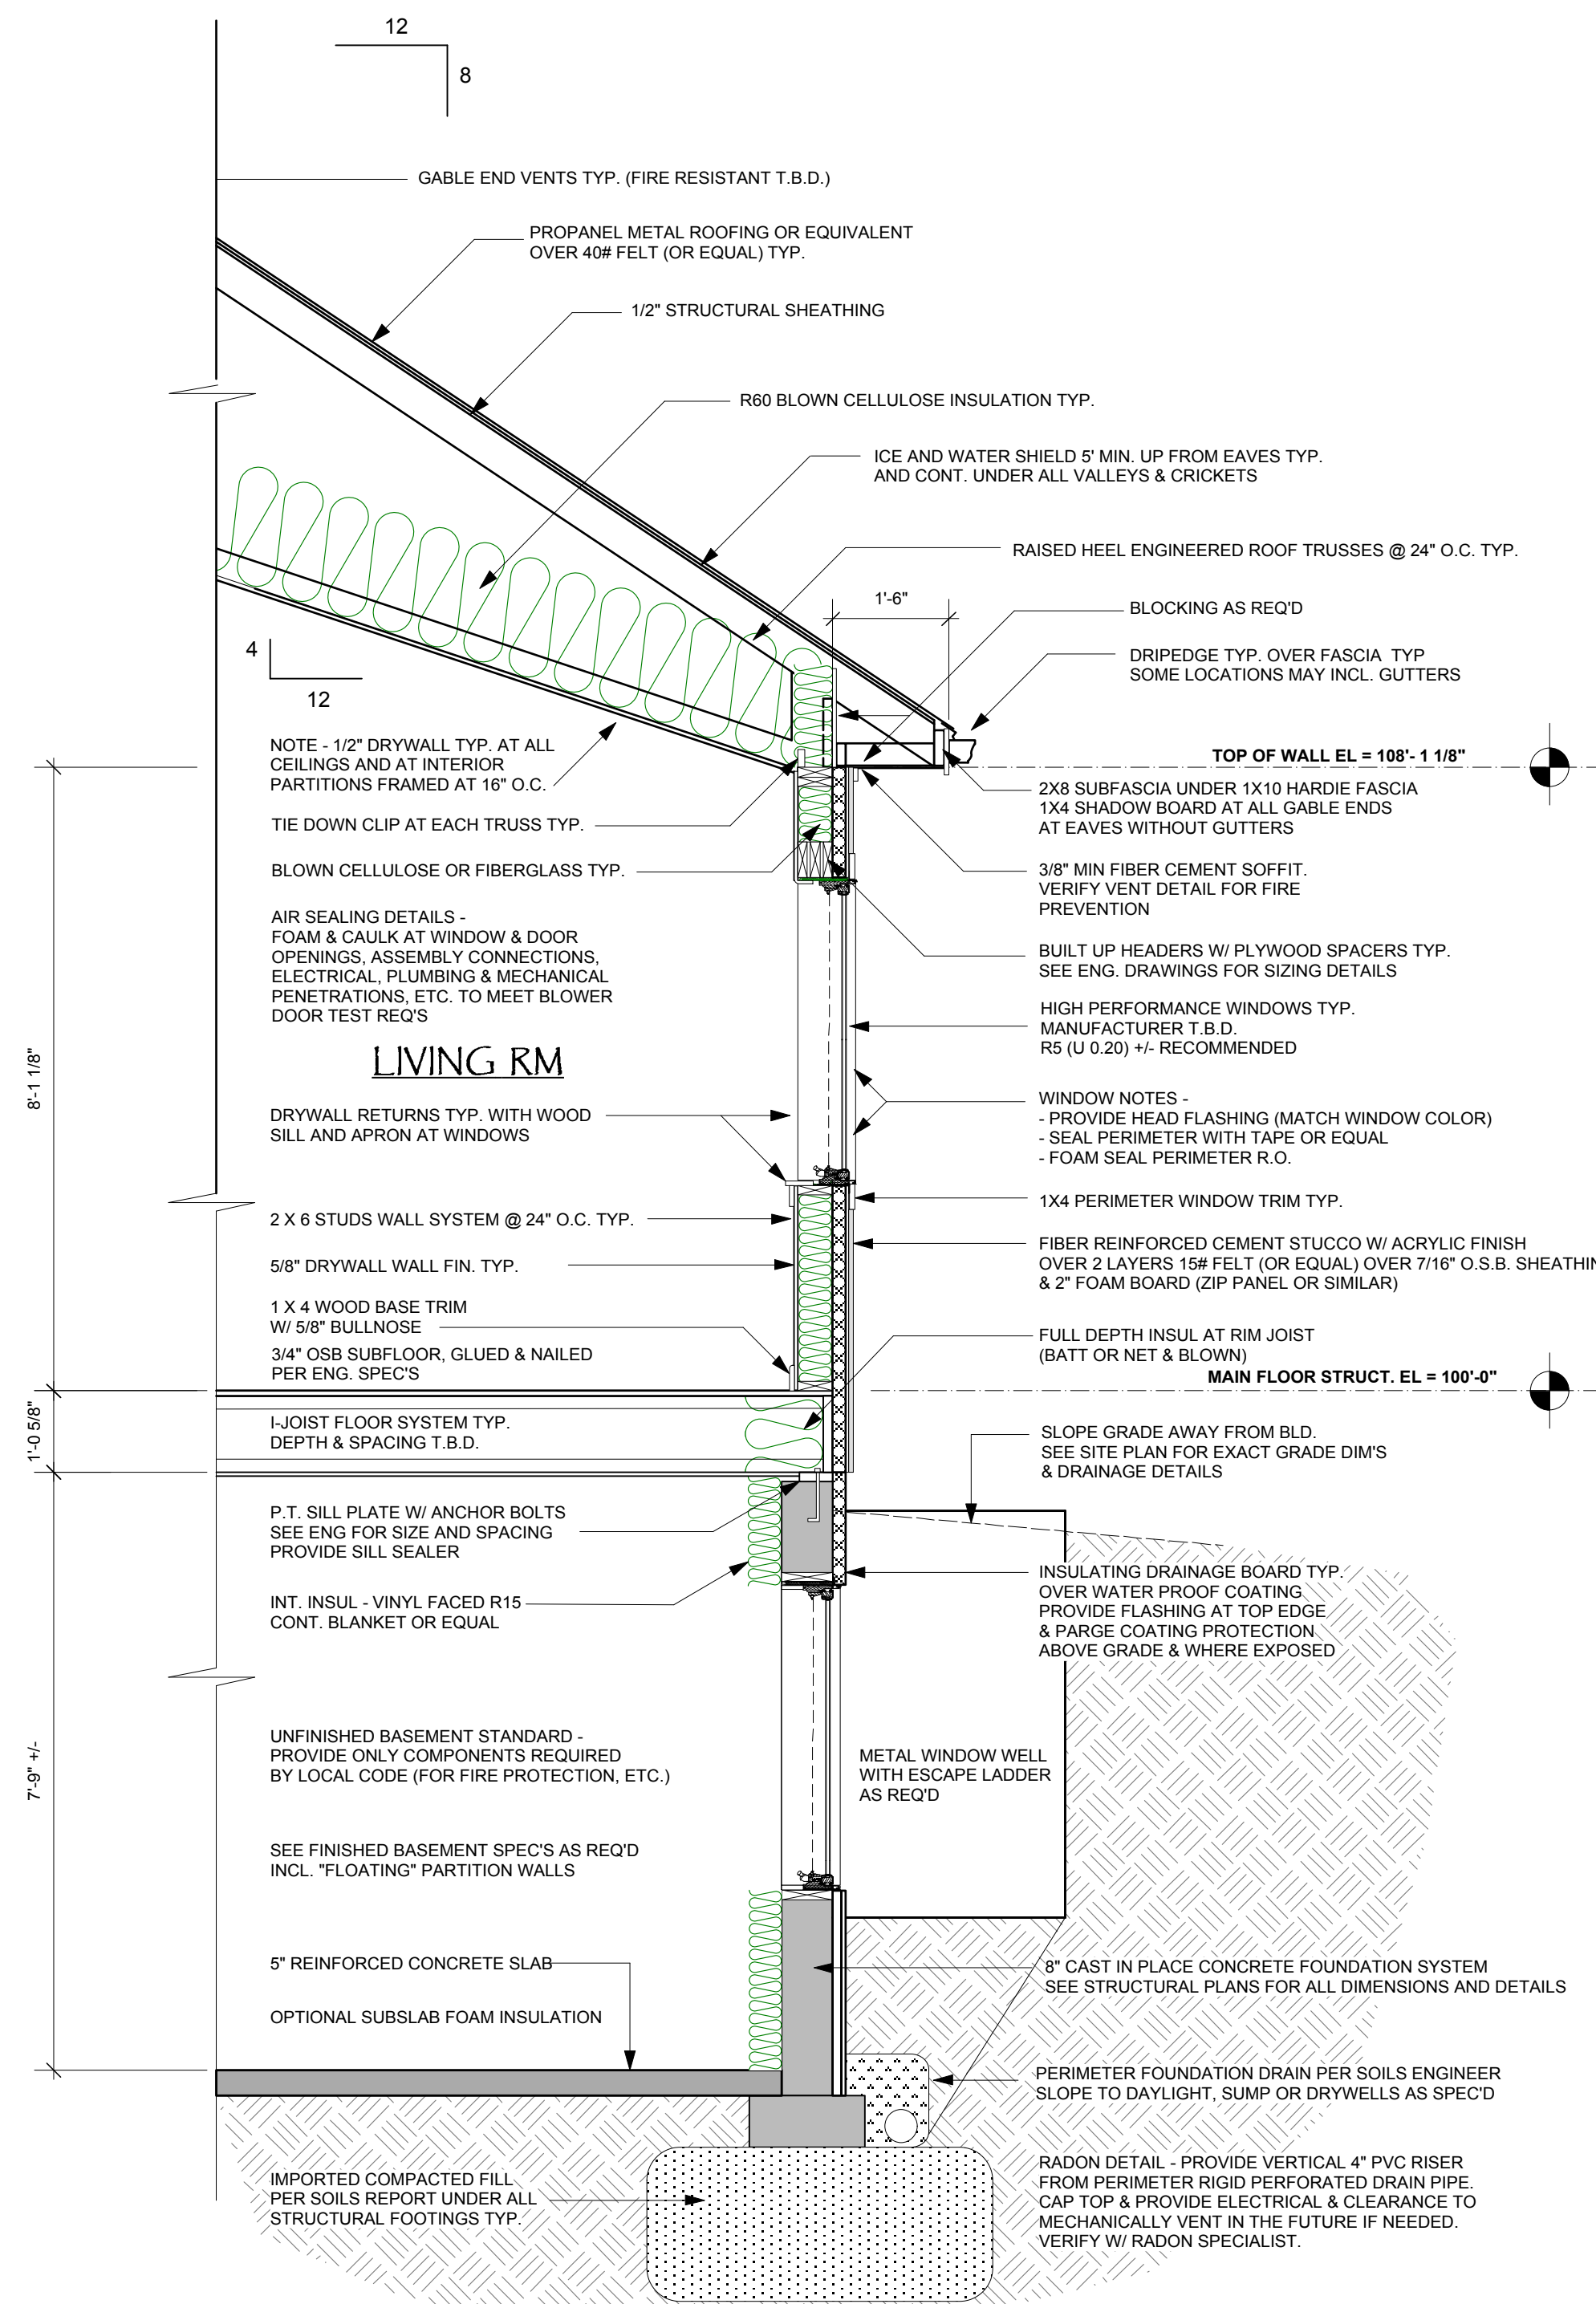 12
8
GABLE END VENTS TYP. (FIRE RESISTANT T.B.D.)
PROPANEL METAL ROOFING OR EQUIVALENT
OVER 40# FELT (OR EQUAL) TYP.
1/2" STRUCTURAL SHEATHING
R60 BLOWN CELLULOSE INSULATION TYP.
ICE AND WATER SHIELD 5' MIN. UP FROM EAVES TYP.
AND CONT. UNDER ALL VALLEYS & CRICKETS
RAISED HEEL ENGINEERED ROOF TRUSSES @ 24" O.C. TYP.
1'-6"
BLOCKING AS REQ'D
4
12
DRIPEDGE TYP. OVER FASCIA TYP
SOME LOCATIONS MAY INCL. GUTTERS
NOTE - 1/2" DRYWALL TYP. AT ALL
CEILINGS AND AT INTERIOR
PARTITIONS FRAMED AT 16" O.C.
TOP OF WALL EL = 108'- 1 1/8"
2X8 SUBFASCIA UNDER 1X10 HARDIE FASCIA
1X4 SHADOW BOARD AT ALL GABLE ENDS
AT EAVES WITHOUT GUTTERS
TIE DOWN CLIP AT EACH TRUSS TYP.
BLOWN CELLULOSE OR FIBERGLASS TYP.
3/8" MIN FIBER CEMENT SOFFIT.
VERIFY VENT DETAIL FOR FIRE
PREVENTION
AIR SEALING DETAILS -
FOAM & CAULK AT WINDOW & DOOR
OPENINGS, ASSEMBLY CONNECTIONS,
ELECTRICAL, PLUMBING & MECHANICAL
PENETRATIONS, ETC. TO MEET BLOWER
DOOR TEST REQ'S
BUILT UP HEADERS W/ PLYWOOD SPACERS TYP.
SEE ENG. DRAWINGS FOR SIZING DETAILS
HIGH PERFORMANCE WINDOWS TYP.
MANUFACTURER T.B.D.
R5 (U 0.20) +/- RECOMMENDED
LIVING RM
8'-1 1/8"
DRYWALL RETURNS TYP. WITH WOOD
SILL AND APRON AT WINDOWS
WINDOW NOTES -
- PROVIDE HEAD FLASHING (MATCH WINDOW COLOR)
- SEAL PERIMETER WITH TAPE OR EQUAL
- FOAM SEAL PERIMETER R.O.
1X4 PERIMETER WINDOW TRIM TYP.
2 X 6 STUDS WALL SYSTEM @ 24" O.C. TYP.
5/8" DRYWALL WALL FIN. TYP.
FIBER REINFORCED CEMENT STUCCO W/ ACRYLIC FINISH
OVER 2 LAYERS 15# FELT (OR EQUAL) OVER 7/16" O.S.B. SHEATHIN
& 2" FOAM BOARD (ZIP PANEL OR SIMILAR)
1 X 4 WOOD BASE TRIM
W/ 5/8" BULLNOSE
3/4" OSB SUBFLOOR, GLUED & NAILED
PER ENG. SPEC'S
FULL DEPTH INSUL AT RIM JOIST
(BATT OR NET & BLOWN)
MAIN FLOOR STRUCT. EL = 100'-0"
1'-0 5/8"
I-JOIST FLOOR SYSTEM TYP.
DEPTH & SPACING T.B.D.
SLOPE GRADE AWAY FROM BLD.
SEE SITE PLAN FOR EXACT GRADE DIM'S
& DRAINAGE DETAILS
P.T. SILL PLATE W/ ANCHOR BOLTS
SEE ENG FOR SIZE AND SPACING
PROVIDE SILL SEALER
INT. INSUL - VINYL FACED R15
CONT. BLANKET OR EQUAL
INSULATING DRAINAGE BOARD TYP.
OVER WATER PROOF COATING
PROVIDE FLASHING AT TOP EDGE
& PARGE COATING PROTECTION
ABOVE GRADE & WHERE EXPOSED
7'-9" +/-
UNFINISHED BASEMENT STANDARD -
PROVIDE ONLY COMPONENTS REQUIRED
BY LOCAL CODE (FOR FIRE PROTECTION, ETC.)
METAL WINDOW WELL
WITH ESCAPE LADDER
AS REQ'D
SEE FINISHED BASEMENT SPEC'S AS REQ'D
INCL. "FLOATING" PARTITION WALLS
5" REINFORCED CONCRETE SLAB
8" CAST IN PLACE CONCRETE FOUNDATION SYSTEM
SEE STRUCTURAL PLANS FOR ALL DIMENSIONS AND DETAILS
OPTIONAL SUBSLAB FOAM INSULATION
PERIMETER FOUNDATION DRAIN PER SOILS ENGINEER
SLOPE TO DAYLIGHT, SUMP OR DRYWELLS AS SPEC'D
IMPORTED COMPACTED FILL
PER SOILS REPORT UNDER ALL
STRUCTURAL FOOTINGS TYP.
RADON DETAIL - PROVIDE VERTICAL 4" PVC RISER
FROM PERIMETER RIGID PERFORATED DRAIN PIPE.
CAP TOP & PROVIDE ELECTRICAL & CLEARANCE TO
MECHANICALLY VENT IN THE FUTURE IF NEEDED.
VERIFY W/ RADON SPECIALIST.